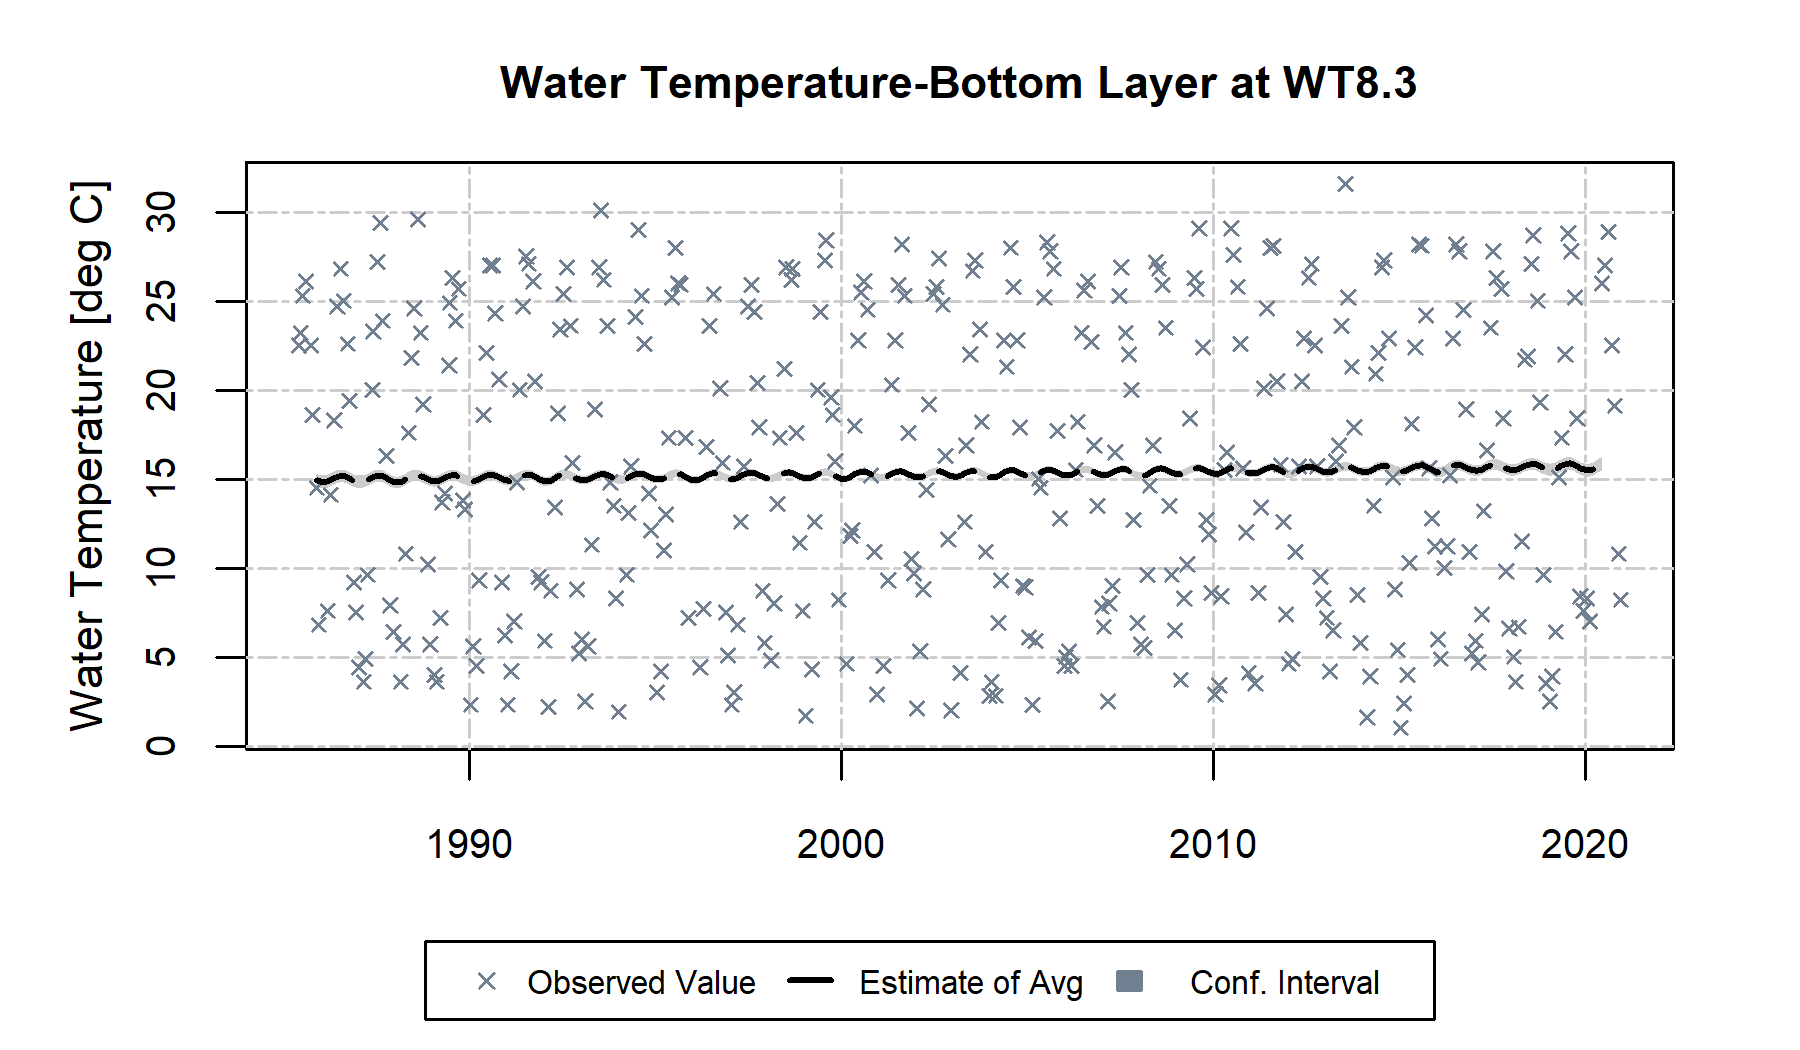 Water Temperature-Bottom Layer at WT8.3
Water Temperature [deg C]
30
25
20
15
10
5
0
1990 2000 2010 2020
Observed Value Estimate of Avg Conf. Interval